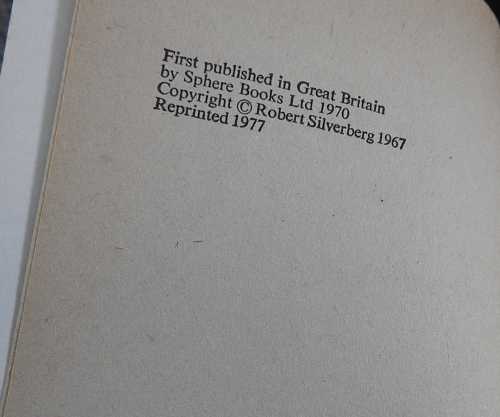 First published in Great Britain
by Sphere Books Ltd 1970
Copyright © Robert Silverberg 1967
Reprinted 1977